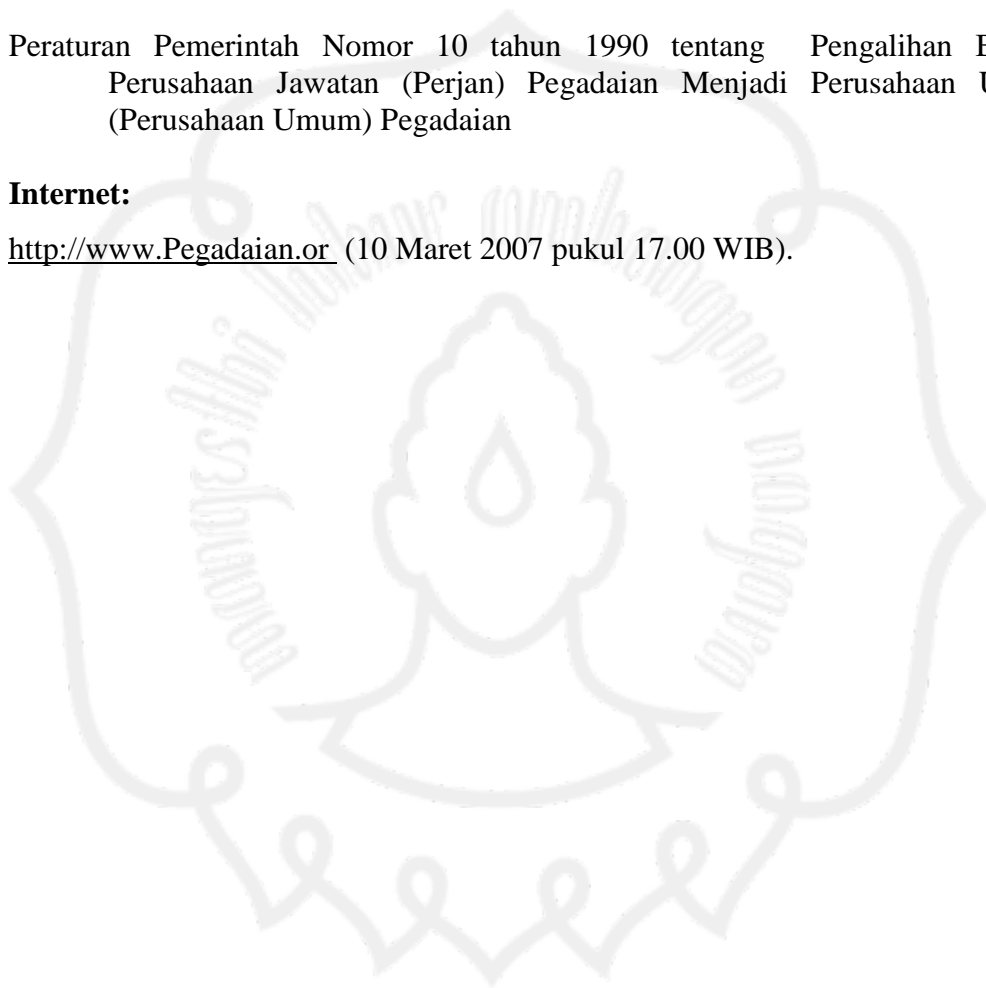 Peraturan Pemerintah Nomor 10 tahun 1990 tentang Pengalihan
Perusahaan Jawatan (Perjan) Pegadaian Menjadi Perusahaan
(Perusahaan Umum) Pegadaian
Internet:
http://www.Pegadaian.or (10 Maret 2007 pukul 17.00 WIB).